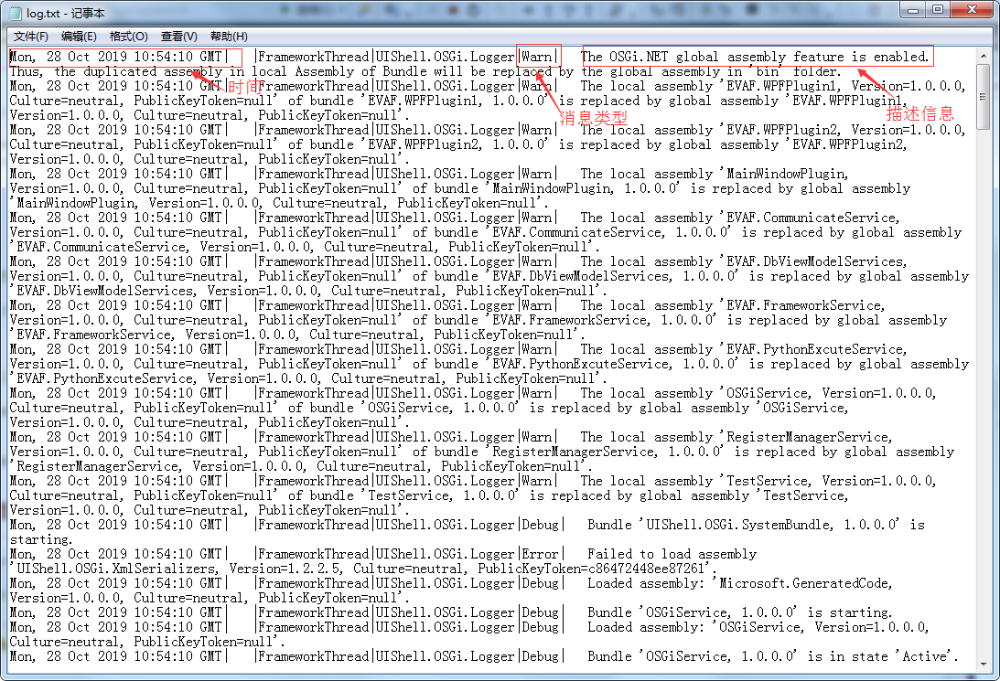 log.txt - 记事本
文件(F) 编辑(E) 格式(O) 查看(V) 帮助(H)
Mon, 28 Oct 2019 10:54:10 GMT| |FrameworkThread|UIShell.OSGi.Logger|Warn| The OSGi.NET global assembly feature is enabled.
Thus, the duplicated assembly in local Assembly of Bundle will be replaced by the global assembly in 'bin' folder.
Mon, 28 Oct 2019 10:54:10 GMT| |FrameworkThread|UIShell.OSGi.Logger|Warn| The local assembly 'EVAF.WPFPlugin1, Version=1.0.0.0,
时间
Culture=neutral, PublicKeyToken=null' of bundle 'EVAF.WPFPlugin1, 1.0.0.0' is replaced by global assembly 'EVAF.WPFPlugin1,
Version=1.0.0.0, Culture=neutral, PublicKeyToken=null'.
消息类型
描述信息
Mon, 28 Oct 2019 10:54:10 GMT| |FrameworkThread|UIShell.OSGi.Logger|Warn| The local assembly 'EVAF.WPFPlugin2, Version=1.0.0.0,
Culture=neutral, PublicKeyToken=null' of bundle 'EVAF.WPFPlugin2, 1.0.0.0' is replaced by global assembly 'EVAF.WPFPlugin2,
Version=1.0.0.0, Culture=neutral, PublicKeyToken=null'.
Mon, 28 Oct 2019 10:54:10 GMT| |FrameworkThread|UIShell.OSGi.Logger|Warn| The local assembly 'MainWindowPlugin,
Version=1.0.0.0, Culture=neutral, PublicKeyToken=null' of bundle 'MainWindowPlugin, 1.0.0.0' is replaced by global assembly
'MainWindowPlugin, Version=1.0.0.0, Culture=neutral, PublicKeyToken=null'.
Mon, 28 Oct 2019 10:54:10 GMT| |FrameworkThread|UIShell.OSGi.Logger|Warn| The local assembly 'EVAF.CommunicateService,
Version=1.0.0.0, Culture=neutral, PublicKeyToken=null' of bundle 'EVAF.CommunicateService, 1.0.0.0' is replaced by global assembly
'EVAF.CommunicateService, Version=1.0.0.0, Culture=neutral, PublicKeyToken=null'.
Mon, 28 Oct 2019 10:54:10 GMT| |FrameworkThread|UIShell.OSGi.Logger|Warn| The local assembly 'EVAF.DbViewModelServices,
Version=1.0.0.0, Culture=neutral, PublicKeyToken=null' of bundle 'EVAF.DbViewModelServices, 1.0.0.0' is replaced by global assembly
'EVAF.DbViewModelServices, Version=1.0.0.0, Culture=neutral, PublicKeyToken=null'.
Mon, 28 Oct 2019 10:54:10 GMT| |FrameworkThread|UIShell.OSGi.Logger|Warn| The local assembly 'EVAF.FrameworkService,
Version=1.0.0.0, Culture=neutral, PublicKeyToken=null' of bundle 'EVAF.FrameworkService, 1.0.0.0' is replaced by global assembly
'EVAF.FrameworkService, Version=1.0.0.0, Culture=neutral, PublicKeyToken=null'.
Mon, 28 Oct 2019 10:54:10 GMT| |FrameworkThread|UIShell.OSGi.Logger|Warn| The local assembly 'EVAF.PythonExcuteService,
Version=1.0.0.0, Culture=neutral, PublicKeyToken=null' of bundle 'EVAF.PythonExcuteService, 1.0.0.0' is replaced by global assembly
'EVAF.PythonExcuteService, Version=1.0.0.0, Culture=neutral, PublicKeyToken=null'.
Mon, 28 Oct 2019 10:54:10 GMT| |FrameworkThread|UIShell.OSGi.Logger|Warn| The local assembly 'OSGiService, Version=1.0.0.0,
Culture=neutral, PublicKeyToken=null' of bundle 'OSGiService, 1.0.0.0' is replaced by global assembly 'OSGiService,
Version=1.0.0.0, Culture=neutral, PublicKeyToken=null'.
Mon, 28 Oct 2019 10:54:10 GMT| |FrameworkThread|UIShell.OSGi.Logger|Warn| The local assembly 'RegisterManagerService,
Version=1.0.0.0, Culture=neutral, PublicKeyToken=null' of bundle 'RegisterManagerService, 1.0.0.0' is replaced by global assembly
'RegisterManagerService, Version=1.0.0.0, Culture=neutral, PublicKeyToken=null'.
Mon, 28 Oct 2019 10:54:10 GMT| |FrameworkThread|UIShell.OSGi.Logger|Warn| The local assembly 'TestService, Version=1.0.0.0,
Culture=neutral, PublicKeyToken=null' of bundle 'TestService, 1.0.0.0' is replaced by global assembly 'TestService,
Version=1.0.0.0, Culture=neutral, PublicKeyToken=null'.
Mon, 28 Oct 2019 10:54:10 GMT| |FrameworkThread|UIShell.OSGi.Logger|Debug| Bundle 'UIShell.OSGi.SystemBundle, 1.0.0.0' is
starting.
Mon, 28 Oct 2019 10:54:10 GMT| |FrameworkThread|UIShell.OSGi.Logger|Error| Failed to load assembly
'UIShell.OSGi.XmlSerializers, Version=1.2.2.5, Culture=neutral, PublicKeyToken=c86472448ee87261'.
Mon, 28 Oct 2019 10:54:10 GMT| |FrameworkThread|UIShell.OSGi.Logger|Debug| Loaded assembly: 'Microsoft.GeneratedCode,
Version=1.0.0.0, Culture=neutral, PublicKeyToken=null'.
Mon, 28 Oct 2019 10:54:10 GMT| |FrameworkThread|UIShell.OSGi.Logger|Debug| Bundle 'OSGiService, 1.0.0.0' is starting.
Mon, 28 Oct 2019 10:54:10 GMT| |FrameworkThread|UIShell.OSGi.Logger|Debug| Loaded assembly: 'OSGiService, Version=1.0.0.0,
Culture=neutral, PublicKeyToken=null'.
Mon, 28 Oct 2019 10:54:10 GMT| |FrameworkThread|UIShell.OSGi.Logger|Debug| Bundle 'OSGiService, 1.0.0.0' is in state 'Active'.